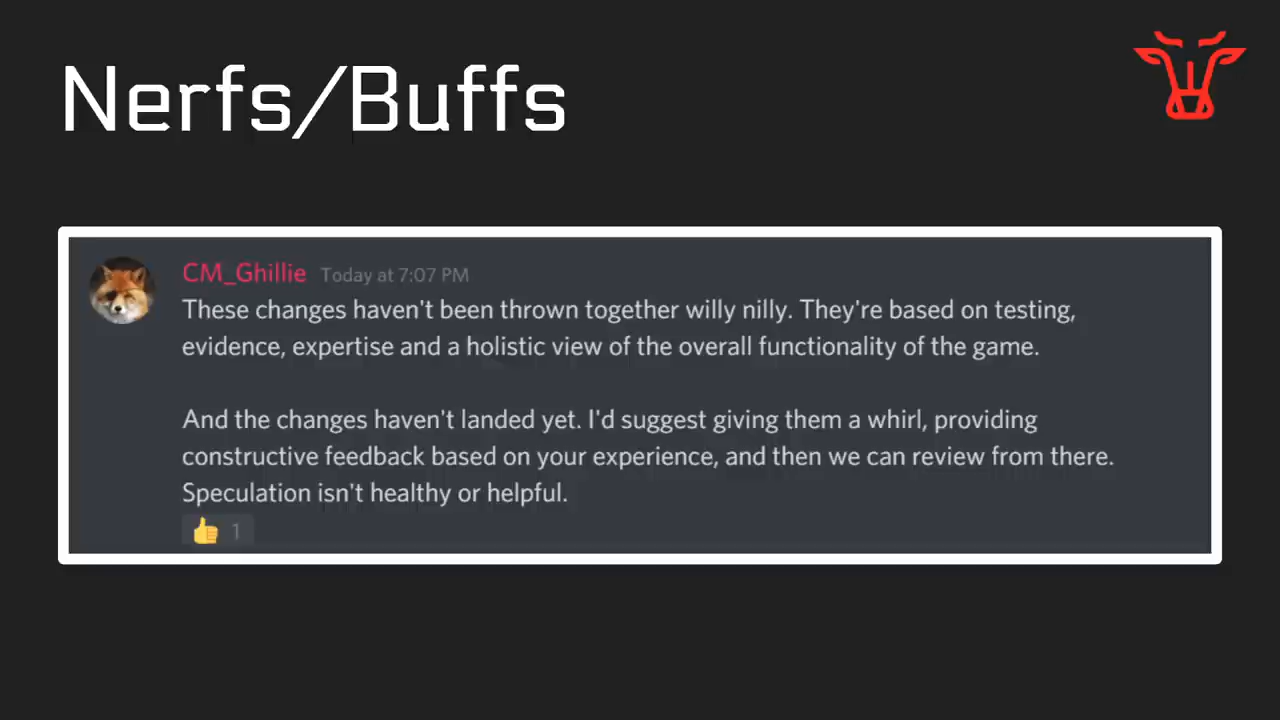 Nerfs/Buffs
CM_Ghillie Today at 7:07 PM
These changes haven't been thrown together willy nilly. They're based on testing,
evidence, expertise and a holistic view of the overall functionality of the game.
And the changes haven't landed yet. I'd suggest giving them a whirl, providing
constructive feedback based on your experience, and then we can review from there.
Speculation isn't healthy or helpful.
👍 1